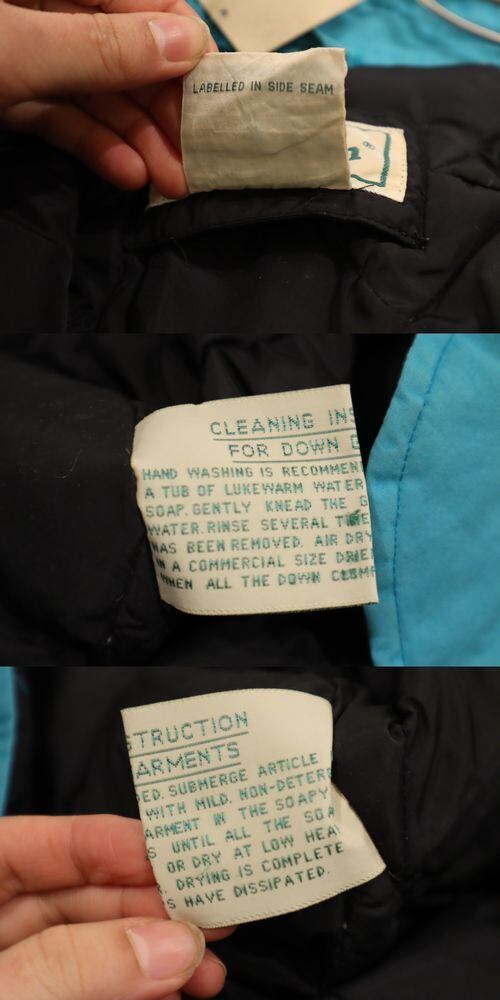 LABELLED IN SIDE SEAM
CLEANING INS
FOR DOWN G
HAND WASHING IS RECOMMEN
A TUB OF LUKEWARM WATER
SOAP. GENTLY KNEAD THE G
WATER. RINSE SEVERAL TIME
HAS BEEN REMOVED. AIR DRY
IN A COMMERCIAL SIZE DRIE
WHEN ALL THE DOWN CLUMP
STRUCTION
ARMENTS
DED. SUBMERGE ARTICLE
WITH MILD. NON-DETERG
ARMENT IN THE SOAPY
S UNTIL ALL THE SOA
OR DRY AT LOW HEA
R. DRYING IS COMPLETE
S HAVE DISSIPATED.